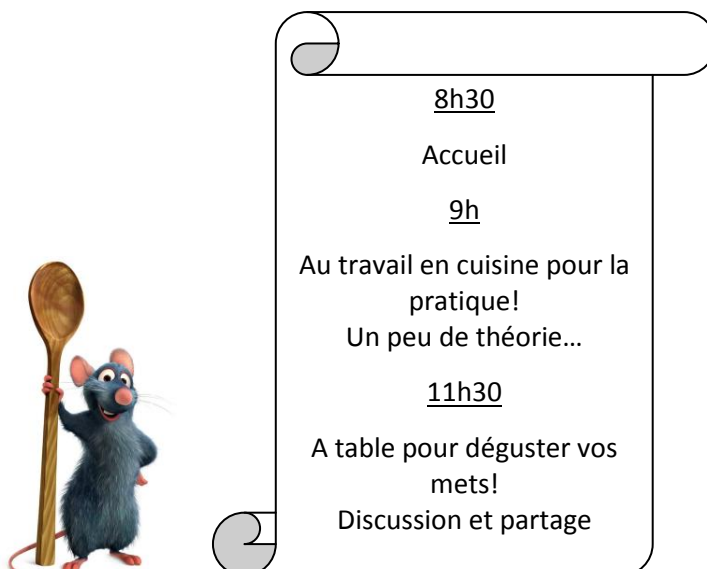 8h30
Accueil
9h
Au travail en cuisine pour la
pratique!
Un peu de théorie…
11h30
A table pour déguster vos
mets!
Discussion et partage